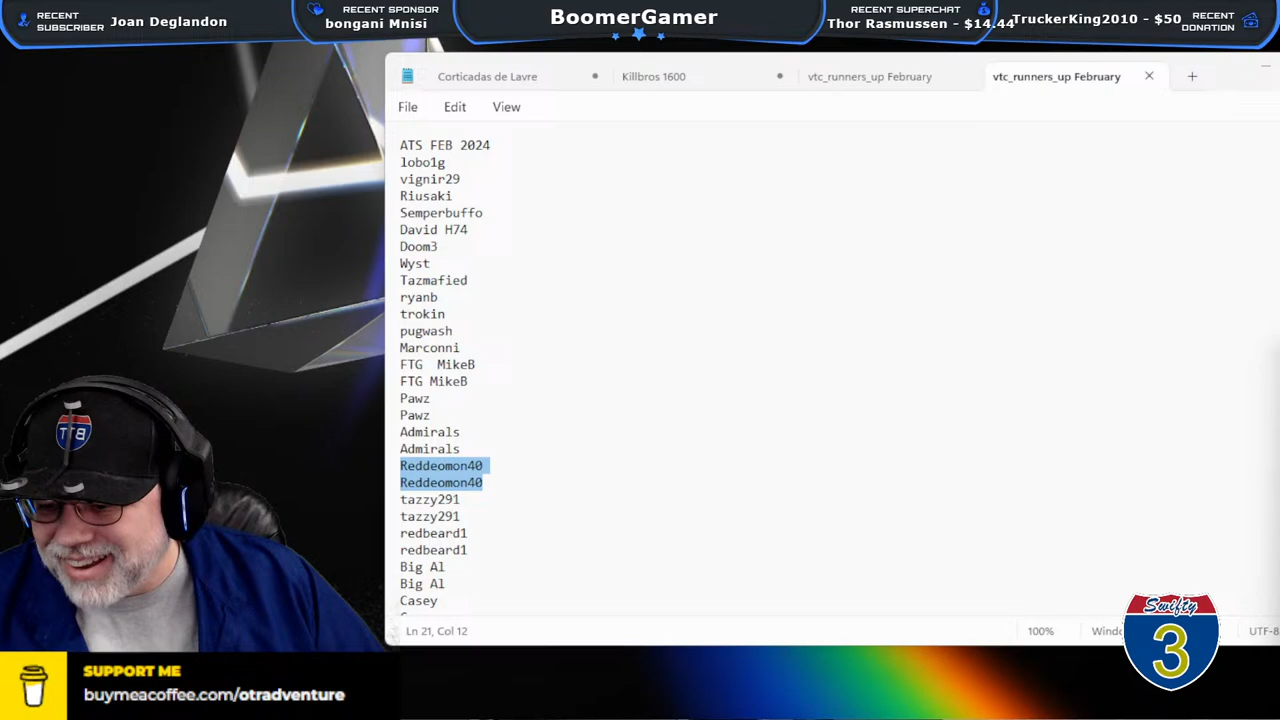 RECENT SUBSCRIBER Joan Deglandon
RECENT SPONSOR
bongani Mnisi
BoomerGamer
RECENT SUPERCHAT
Thor Rasmussen - $14.44
TruckerKing2010 - $50
RECENT DONATION
Corticadas de Lavre
Killbros 1600
vtc_runners_up February
vtc_runners_up February
File Edit View
ATS FEB 2024
lobo1g
vignir29
Riusaki
Semperbuffo
David H74
Doom3
Wyst
Tazmafied
ryanb
trokin
pugwash
Marconni
FTG  MikeB
FTG MikeB
Pawz
Pawz
Admirals
Admirals
Reddeomon40
Reddeomon40
tazzy291
tazzy291
redbeard1
redbeard1
Big Al
Big Al
Casey
Ln 21, Col 12
100%
UTF-8
Swifty
3
SUPPORT ME
buymeacoffee.com/otradventure